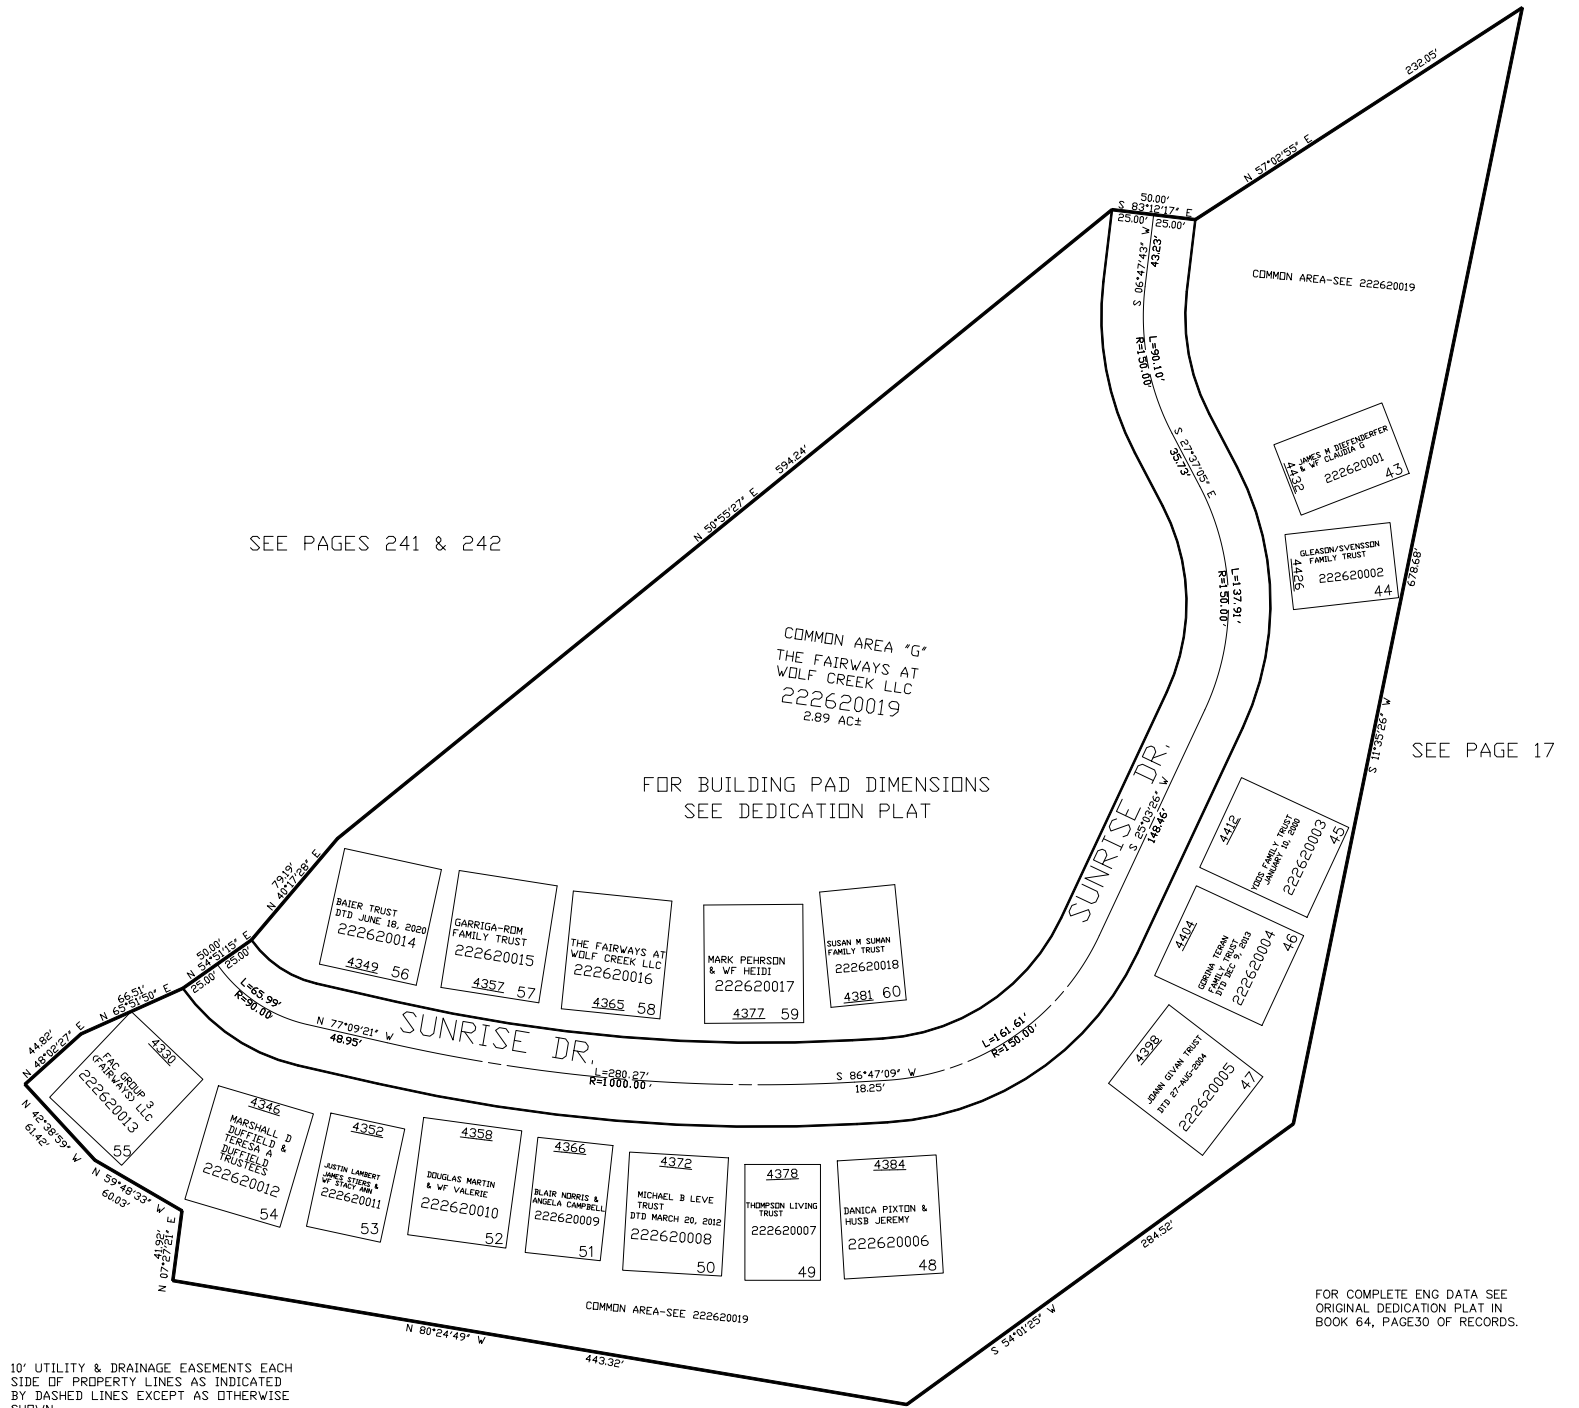 232.05'
N 57°02'55" E
50.00'
S 83°12'17" E
25.00'
25.00'
S 06°47'43" W
43.23'
COMMON AREA-SEE 222620019
L=90.10'
R=150.00'
S 27°37'05" E
35.73'
JAMES M DIEFENDERFER
& WF CLAUDIA G
222620001
4432
43
GLEASON/SVENSSON
FAMILY TRUST
222620002
4426
44
678.68'
S 11°35'26" W
594.24'
N 50°55'27" E
SEE PAGES 241 & 242
L=137.91'
R=150.00'
COMMON AREA "G"
THE FAIRWAYS AT
WOLF CREEK LLC
222620019
2.89 AC±
SEE PAGE 17
FOR BUILDING PAD DIMENSIONS
SEE DEDICATION PLAT
SUNRISE DR.
S 25°03'26" W
148.46'
4412
YODS FAMILY TRUST
JANUARY 10, 2000
222620003
45
4404
GORINA TERAN
FAMILY TRUST
DTD DEC 9, 2013
222620004
46
4398
JOANN GIVAN TRUST
DTD 27-AUG-2004
222620005
47
79.19'
N 40°17'28" E
BAIER TRUST
DTD JUNE 18, 2020
222620014
4349 56
GARRIGA-ROM
FAMILY TRUST
222620015
4357 57
THE FAIRWAYS AT
WOLF CREEK LLC
222620016
4365 58
MARK PEHRSON
& WF HEIDI
222620017
4377 59
SUSAN M SUMAN
FAMILY TRUST
222620018
4381 60
50.00'
N 54°51'15" E
25.00'
25.00'
66.51'
N 65°51'50" E
44.82'
N 48°02'27" E
L=65.99'
R=90.00'
N 77°09'21" W
48.95'
SUNRISE DR.
L=280.27'
R=1000.00'
S 86°47'09" W
18.25'
L=161.61'
R=150.00'
4330
FAC GROUP 3
(FAIRWAYS) LLC
222620013
55
N 42°38'59" W
61.42'
N 59°48'33" W
60.03'
41.92'
N 07°27'21" E
4346
MARSHALL D
DUFFIELD &
TERESA A
DUFFIELD
TRUSTEES
222620012
54
4352
JUSTIN LAMBERT
JAMES STIERS &
WF STACY ANN
222620011
53
4358
DOUGLAS MARTIN
& WF VALERIE
222620010
52
4366
BLAIR NORRIS &
ANGELA CAMPBELL
222620009
51
4372
MICHAEL B LEVE
TRUST
DTD MARCH 20, 2012
222620008
50
4378
THOMPSON LIVING
TRUST
222620007
49
4384
DANICA PIXTON &
HUSB JEREMY
222620006
48
284.52'
S 54°01'25" W
COMMON AREA-SEE 222620019
N 80°24'49" W
443.32'
FOR COMPLETE ENG DATA SEE
ORIGINAL DEDICATION PLAT IN
BOOK 64, PAGE30 OF RECORDS.
10' UTILITY & DRAINAGE EASEMENTS EACH
SIDE OF PROPERTY LINES AS INDICATED
BY DASHED LINES EXCEPT AS OTHERWISE